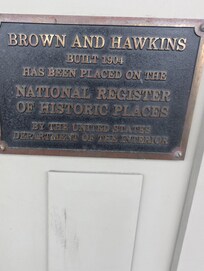 BROWN AND HAWKINS
BUILT 1904
HAS BEEN PLACED ON THE
NATIONAL REGISTER
OF HISTORIC PLACES
BY THE UNITED STATES
DEPARTMENT OF THE INTERIOR